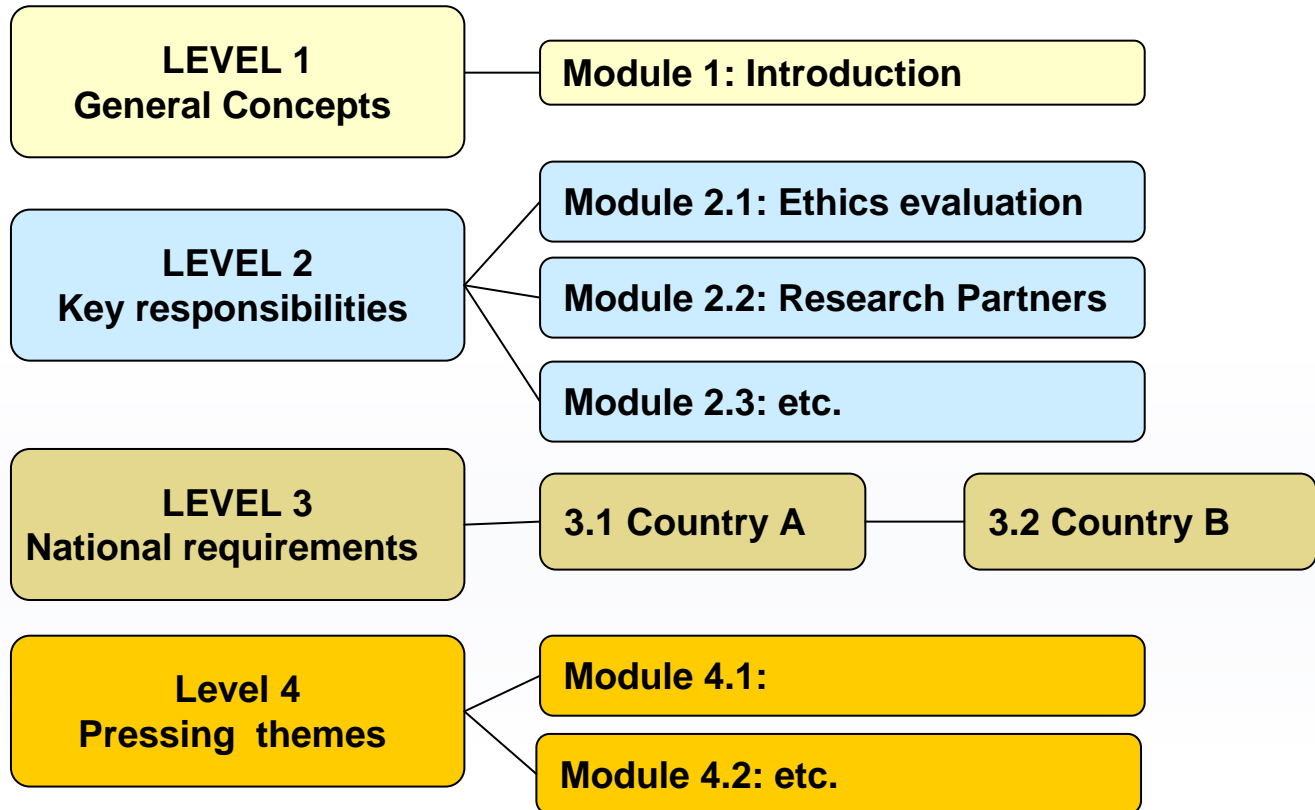 LEVEL 1
General Concepts
Module 1: Introduction
LEVEL 2
Key responsibilities
Module 2.1: Ethics evaluation
Module 2.2: Research Partners
Module 2.3: etc.
LEVEL 3
National requirements
3.1 Country A
3.2 Country B
Level 4
Pressing  themes
Module 4.1:
Module 4.2: etc.